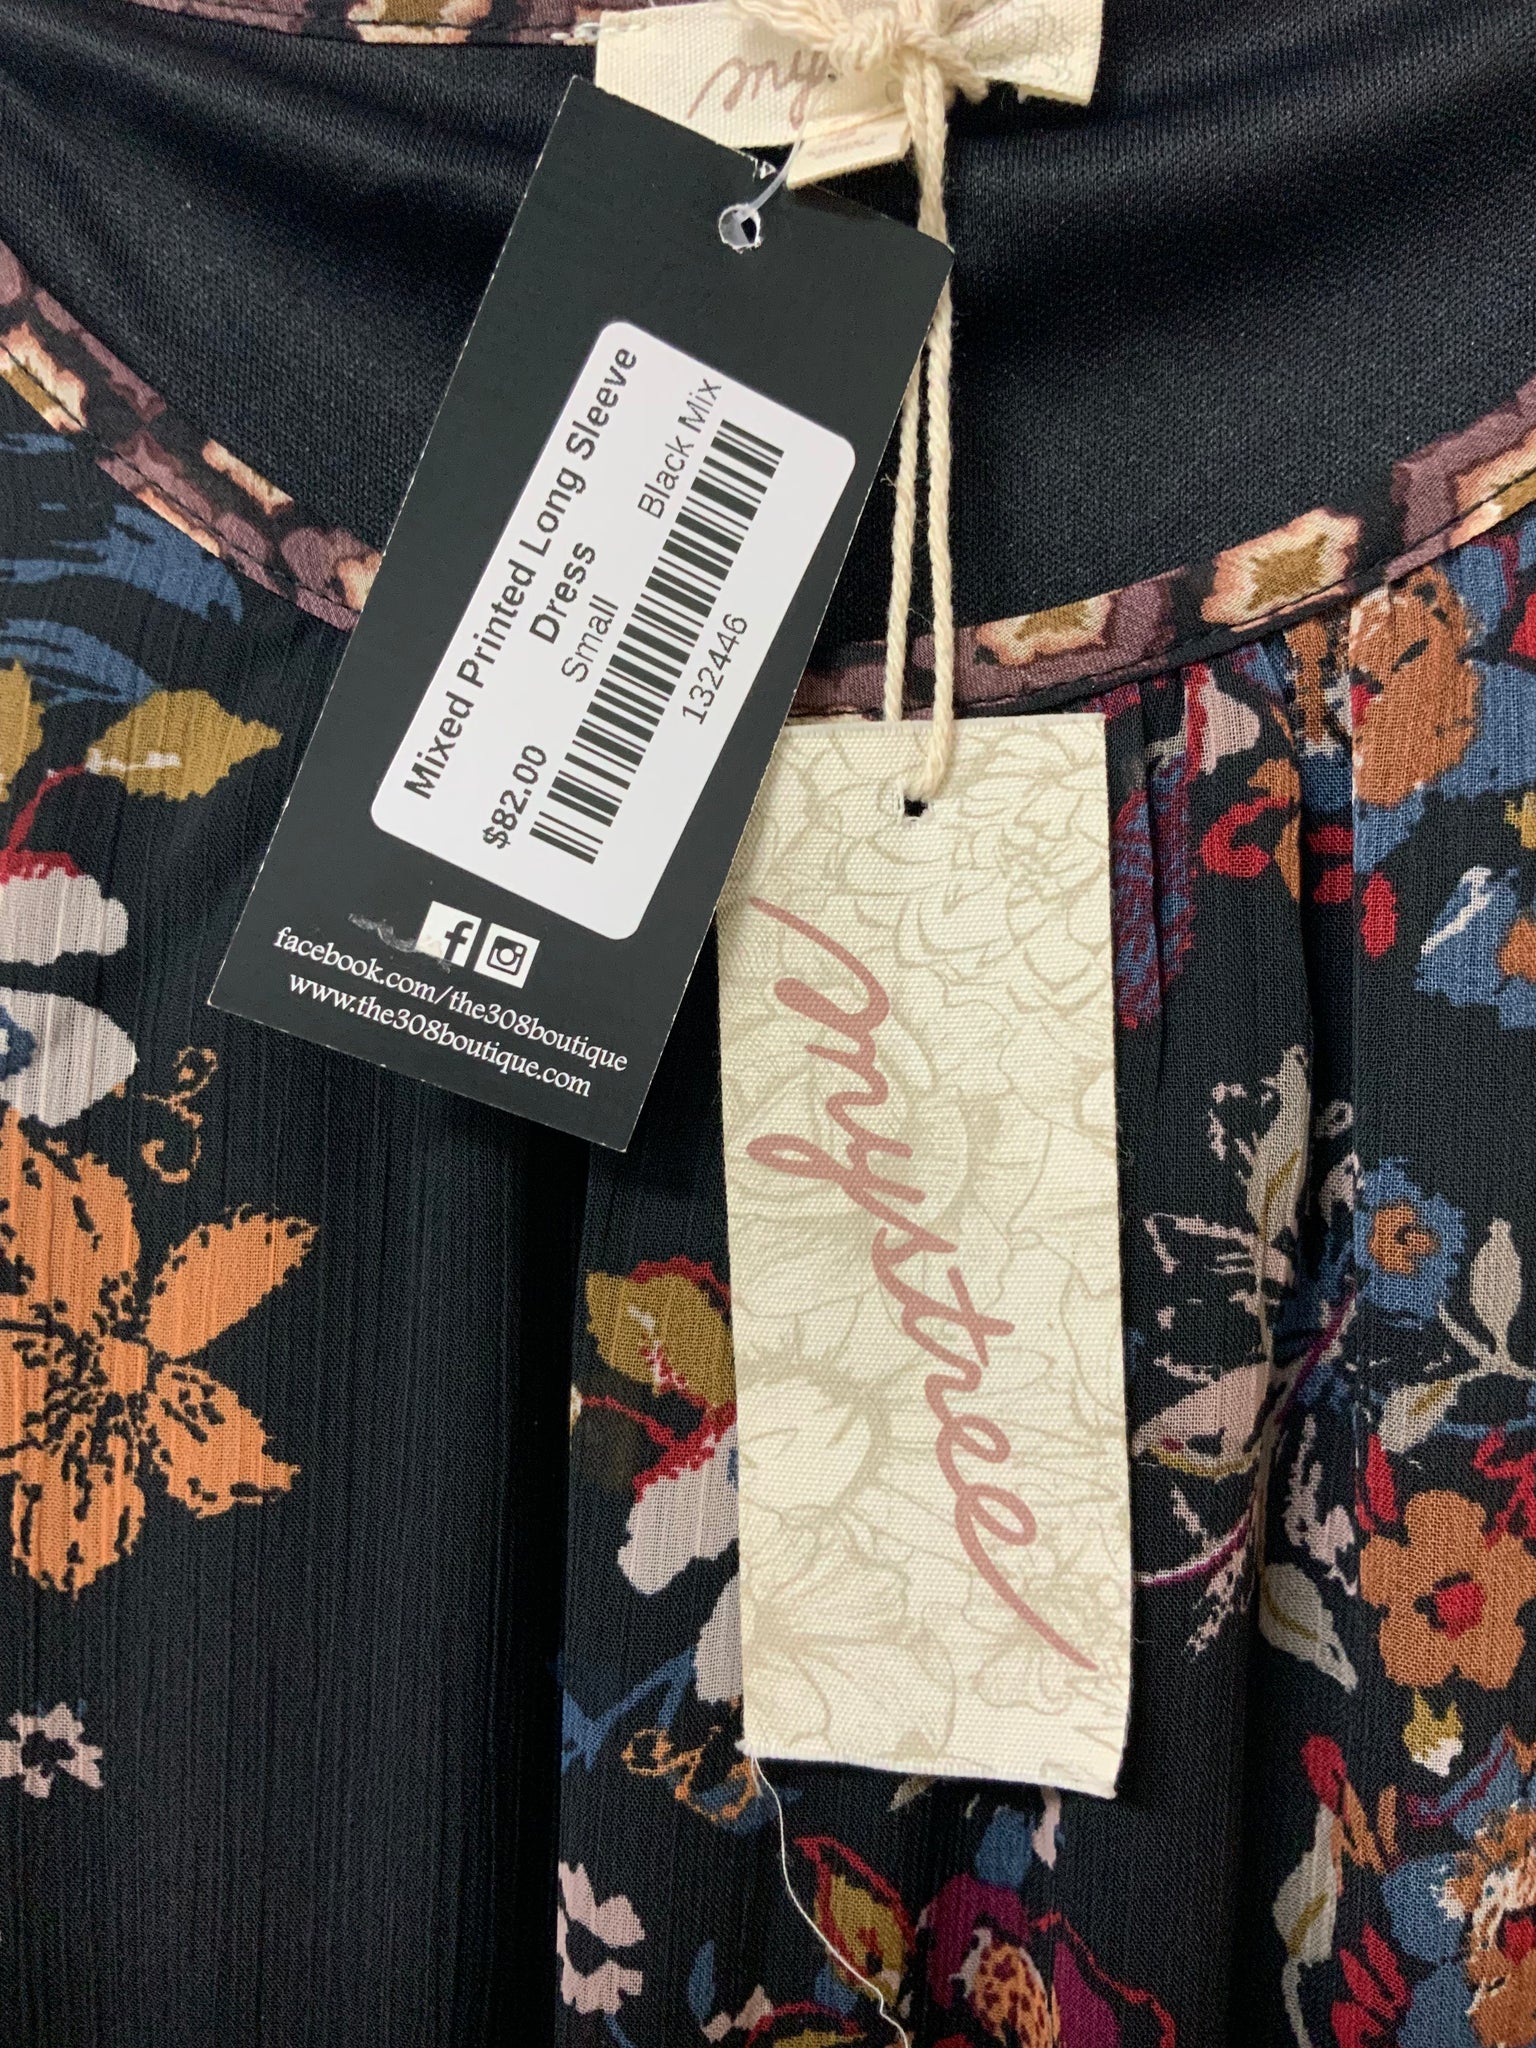 Mixed Printed Long Sleeve
Dress
Small
Black Mix
$82.00
132446
facebook.com/the308boutique
www.the308boutique.com
mystree